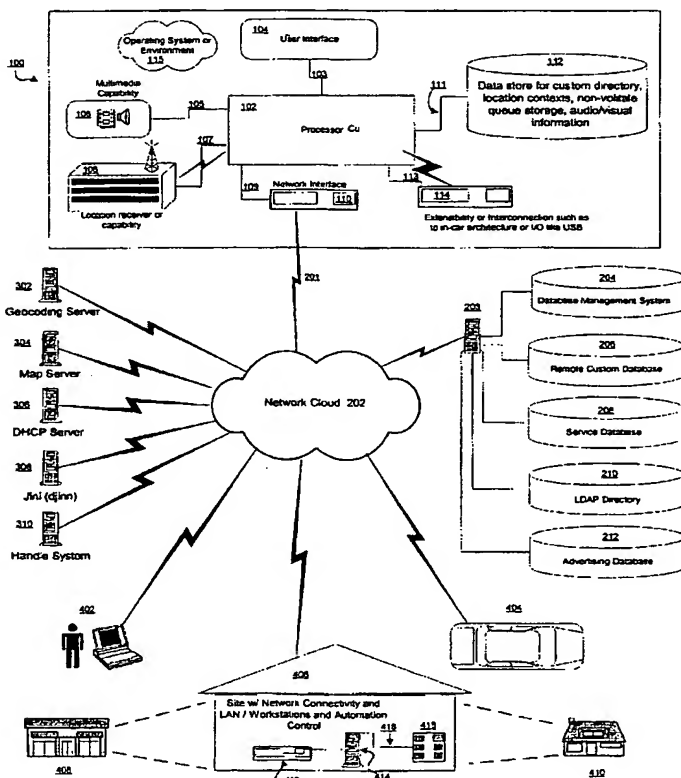 100
Operating System or
Environment
115
104
User Interface
103
Multimedia
Capability
106
105
102
Processor Cu
111
112
Data store for custom directory,
location contexts, non-volatile
queue storage, audio/visual
information
107
108
Location receiver or
capability
109
Network Interface
110
113
114
Extensibility or Interconnection such as
to in-car architecture or I/O like USB
201
302
Geocoding Server
304
Map Server
306
DHCP Server
308
Jini (djinn)
310
Handle System
Network Cloud 202
203
204
Database Management System
206
Remote Custom Database
208
Service Database
210
LDAP Directory
212
Advertising Database
402
404
406
Site w/ Network Connectivity and
LAN / Workstations and Automation
Control
418
414
408
410